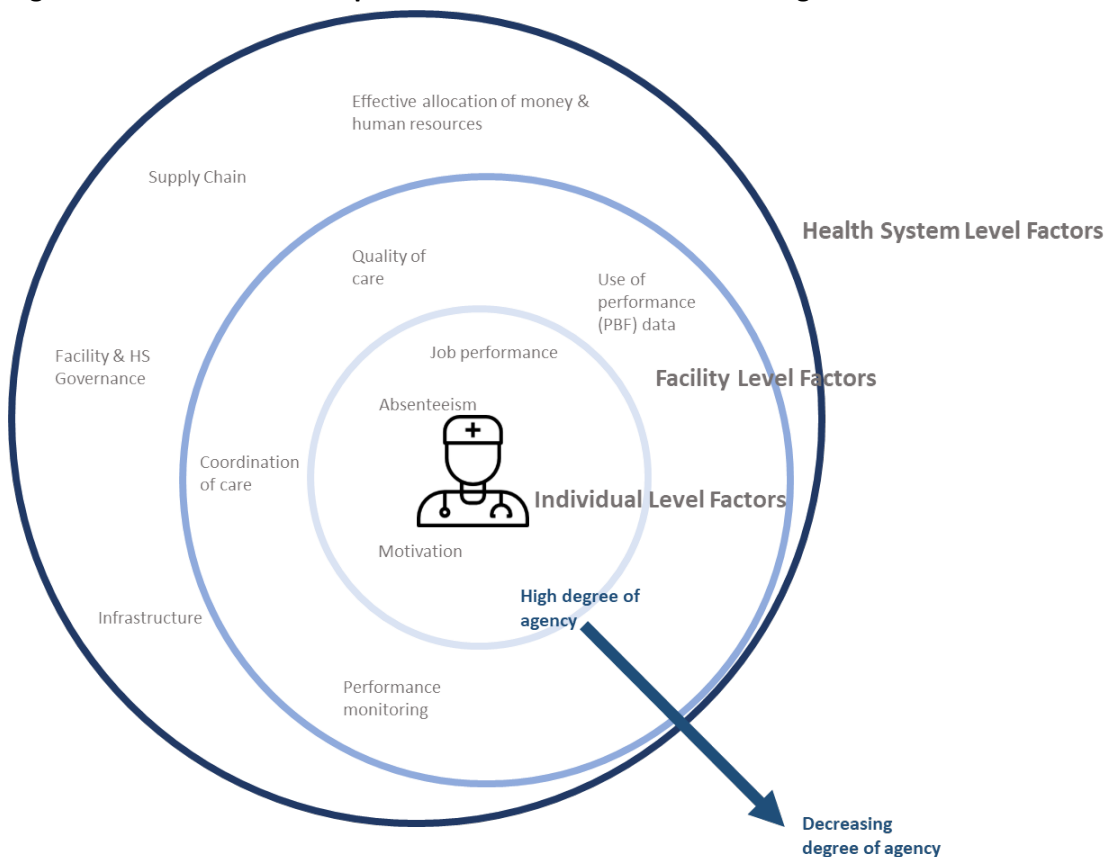 Effective allocation of money &
human resources
Supply Chain
Health System Level Factors
Quality of
care
Use of
performance
(PBF) data
Job performance
Facility & HS
Governance
Facility Level Factors
Absenteeism
Coordination
of care
Individual Level Factors
Motivation
High degree of
agency
Infrastructure
Performance
monitoring
Decreasing
degree of agency